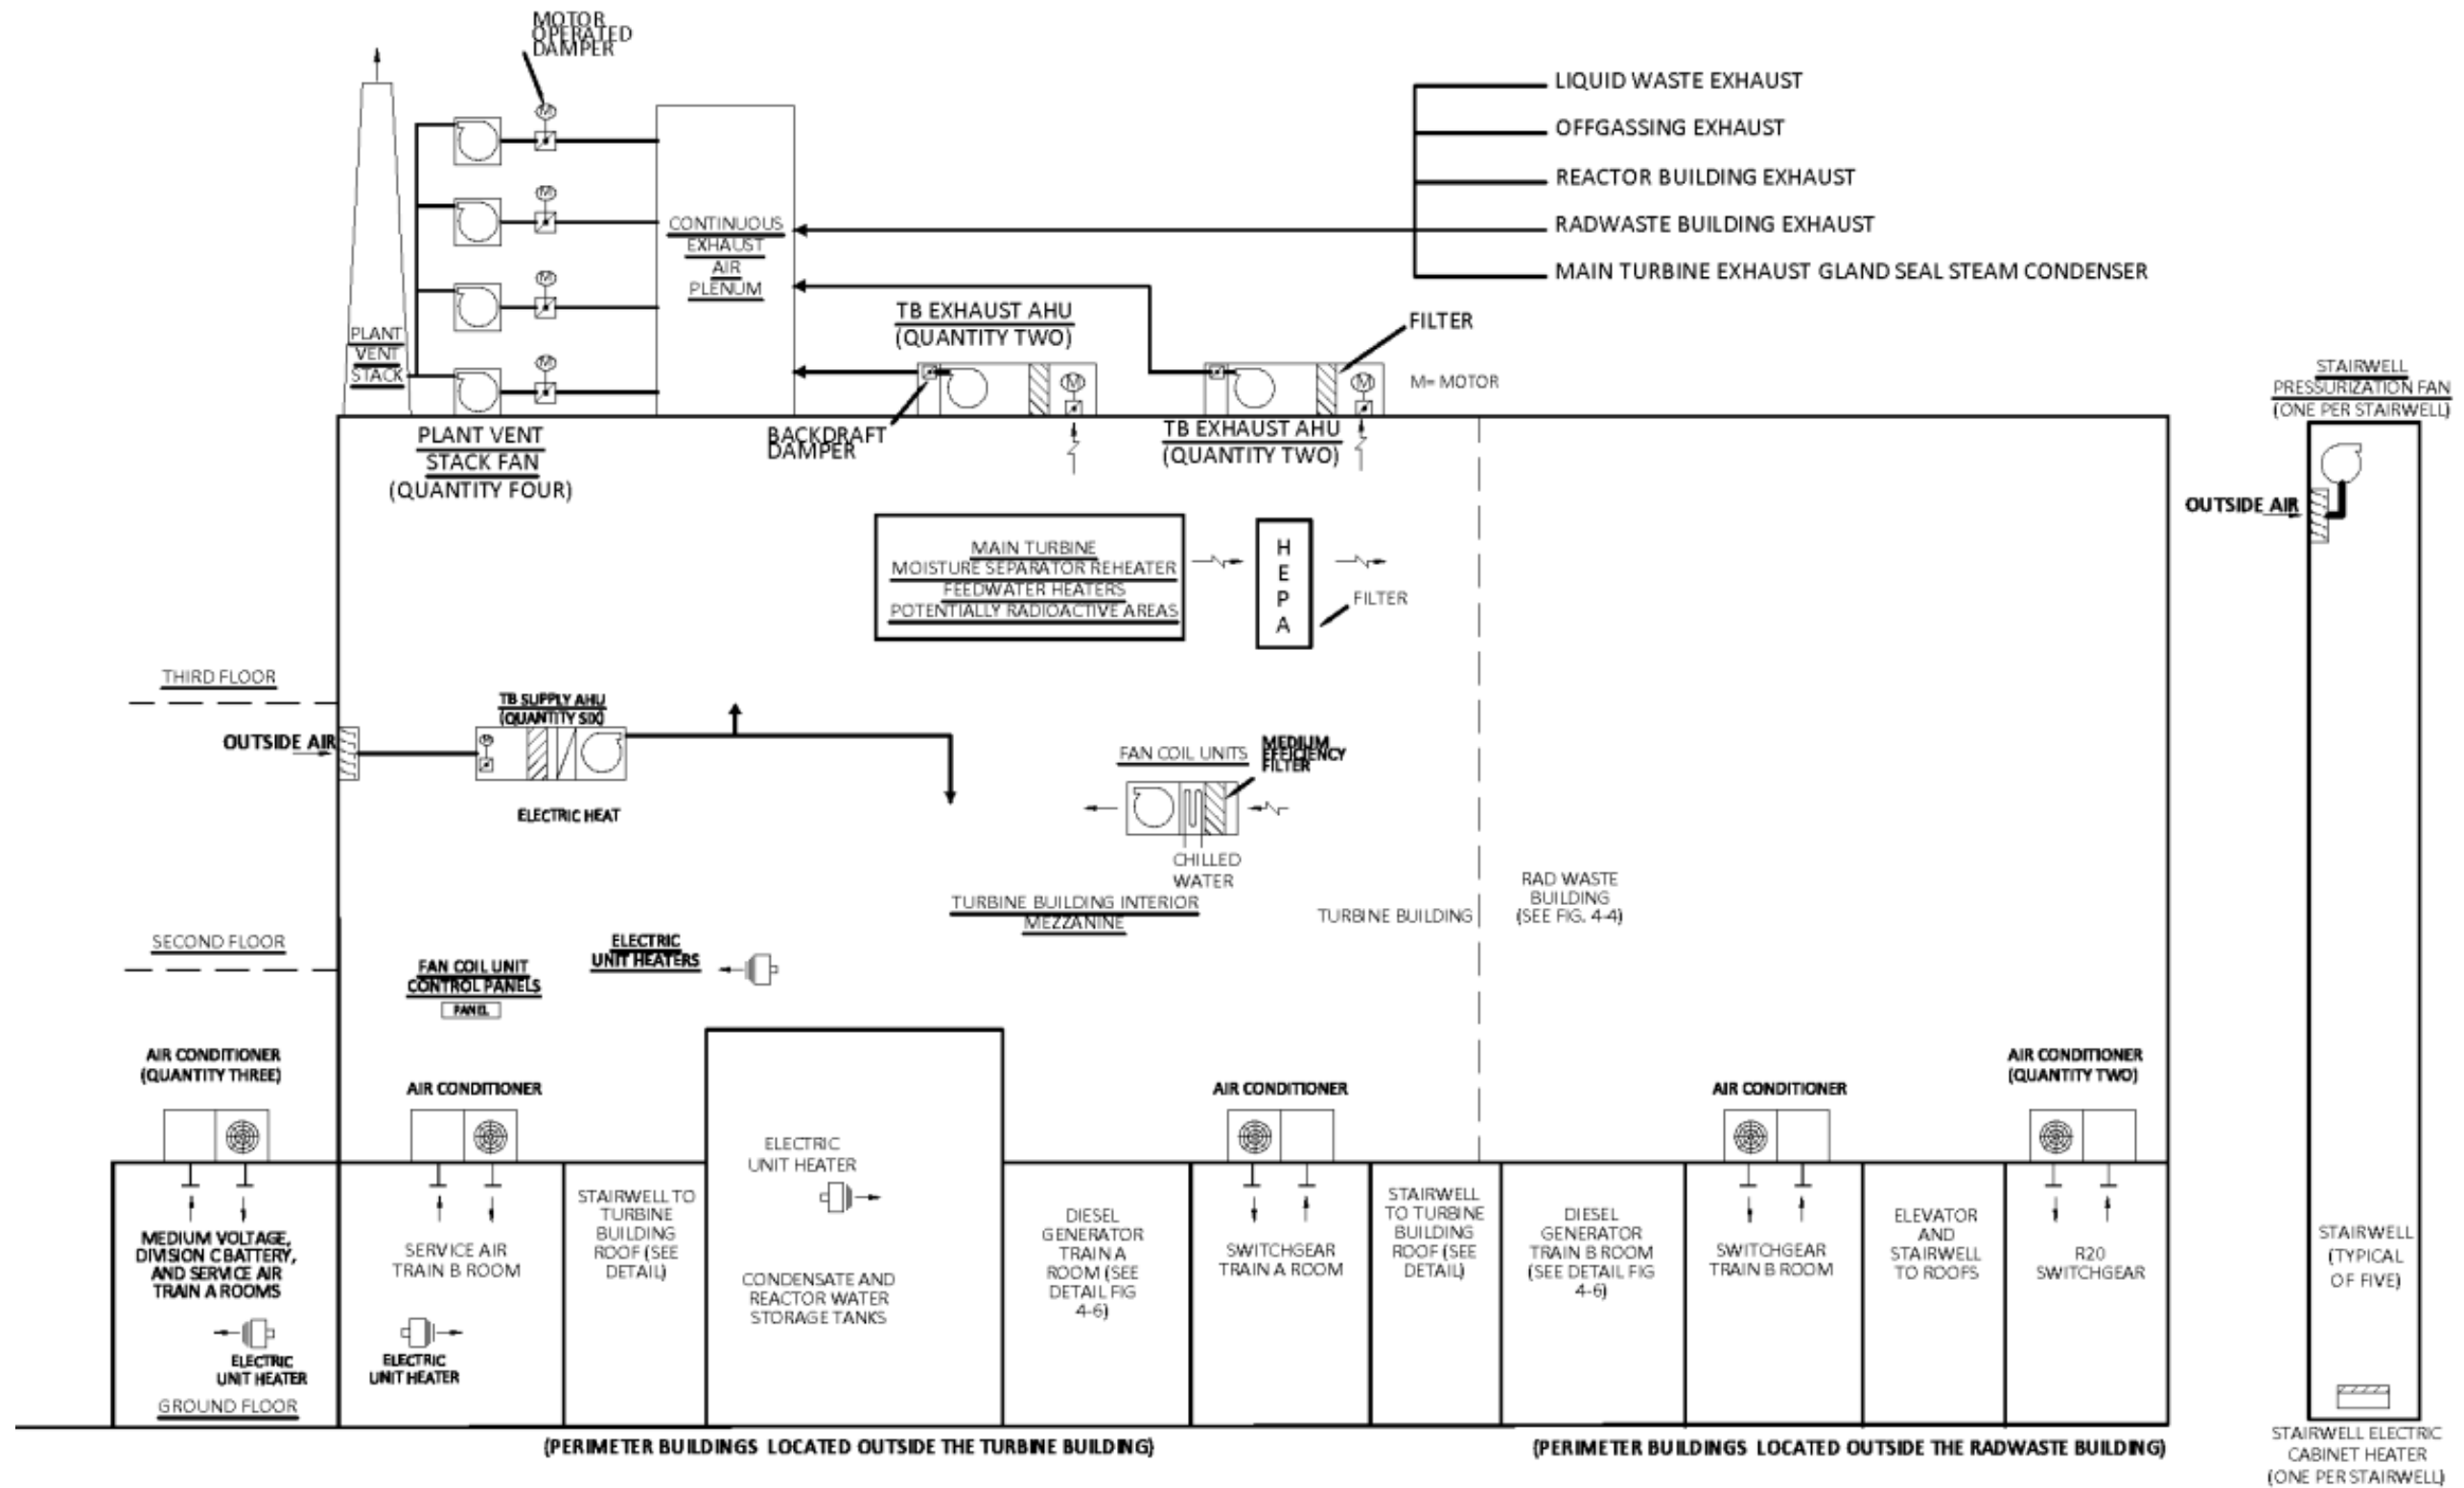 MOTOR
OPERATED
DAMPER
LIQUID WASTE EXHAUST
OFFGASSING EXHAUST
REACTOR BUILDING EXHAUST
RADWASTE BUILDING EXHAUST
MAIN TURBINE EXHAUST GLAND SEAL STEAM CONDENSER
M
M
M
M
CONTINUOUS
EXHAUST
AIR
PLENUM
PLANT
VENT
STACK
TB EXHAUST AHU
(QUANTITY TWO)
FILTER
M
M
M= MOTOR
PLANT VENT
STACK FAN
(QUANTITY FOUR)
BACKDRAFT
DAMPER
TB EXHAUST AHU
(QUANTITY TWO)
STAIRWELL
PRESSURIZATION FAN
(ONE PER STAIRWELL)
OUTSIDE AIR
MAIN TURBINE
MOISTURE SEPARATOR REHEATER
FEEDWATER HEATERS
POTENTIALLY RADIOACTIVE AREAS
H
E
P
A
FILTER
THIRD FLOOR
TB SUPPLY AHU
(QUANTITY SIX)
OUTSIDE AIR
M
ELECTRIC HEAT
FAN COIL UNITS
MEDIUM
EFFICIENCY
FILTER
CHILLED
WATER
TURBINE BUILDING INTERIOR
MEZZANINE
TURBINE BUILDING
RAD WASTE
BUILDING
(SEE FIG. 4-4)
SECOND FLOOR
FAN COIL UNIT
CONTROL PANELS
PANEL
ELECTRIC
UNIT HEATERS
AIR CONDITIONER
(QUANTITY THREE)
AIR CONDITIONER
AIR CONDITIONER
AIR CONDITIONER
AIR CONDITIONER
(QUANTITY TWO)
MEDIUM VOLTAGE,
DIVISION C BATTERY,
AND SERVICE AIR
TRAIN A ROOMS
ELECTRIC
UNIT HEATER
GROUND FLOOR
SERVICE AIR
TRAIN B ROOM
ELECTRIC
UNIT HEATER
STAIRWELL TO
TURBINE
BUILDING
ROOF (SEE
DETAIL)
ELECTRIC
UNIT HEATER
CONDENSATE AND
REACTOR WATER
STORAGE TANKS
DIESEL
GENERATOR
TRAIN A
ROOM (SEE
DETAIL FIG
4-6)
SWITCHGEAR
TRAIN A ROOM
STAIRWELL
TO TURBINE
BUILDING
ROOF (SEE
DETAIL)
DIESEL
GENERATOR
TRAIN B ROOM
(SEE DETAIL FIG
4-6)
SWITCHGEAR
TRAIN B ROOM
ELEVATOR
AND
STAIRWELL
TO ROOFS
R20
SWITCHGEAR
STAIRWELL
(TYPICAL
OF FIVE)
(PERIMETER BUILDINGS LOCATED OUTSIDE THE TURBINE BUILDING)
(PERIMETER BUILDINGS LOCATED OUTSIDE THE RADWASTE BUILDING)
STAIRWELL ELECTRIC
CABINET HEATER
(ONE PER STAIRWELL)